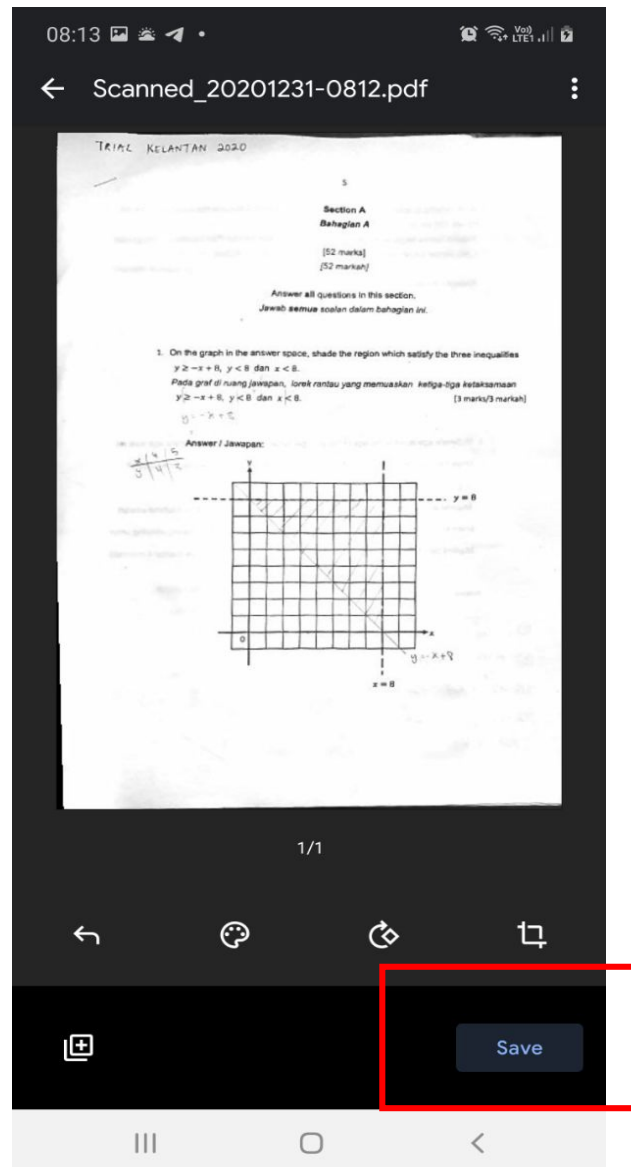 08:13
Vo))
LTE1
Scanned_20201231-0812.pdf
TRIAL KELANTAN 2020
5
Section A
Bahagian A
[52 marks]
[52 markah]
Answer all questions in this section.
Jawab semua soalan dalam bahagian ini.
1. On the graph in the answer space, shade the region which satisfy the three inequalities
y ≥ −x + 8, y < 8 dan x < 8.
Pada graf di ruang jawapan, lorek rantau yang memuaskan ketiga-tiga ketaksamaan
y ≥ −x + 8, y < 8 dan x < 8. [3 marks/3 markah]
Answer / Jawapan:
y
y = 8
0
x
y=-x+8
x = 8
1/1
Save